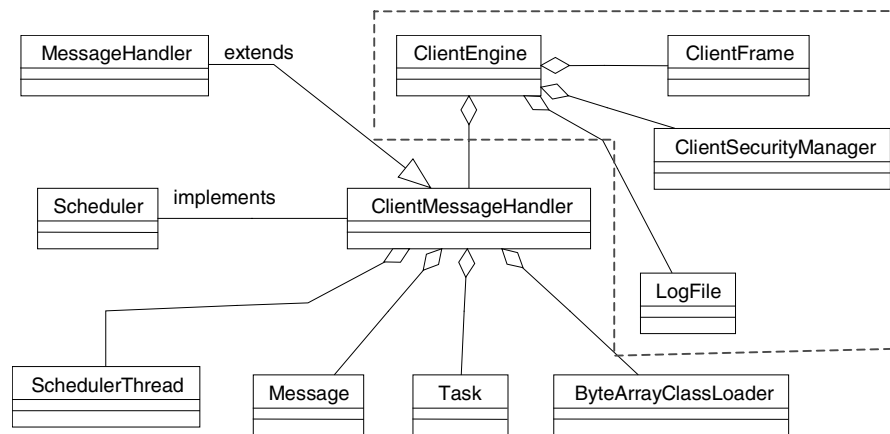 MessageHandler
extends
ClientEngine
ClientFrame
ClientSecurityManager
Scheduler
implements
ClientMessageHandler
LogFile
SchedulerThread
Message
Task
ByteArrayClassLoader